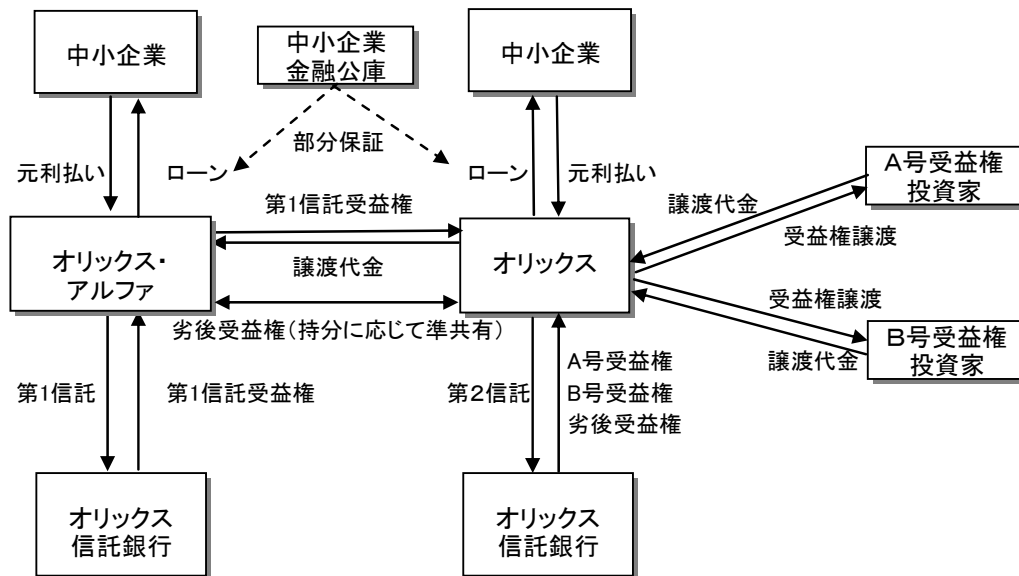 中小企業
中小企業
金融公庫
中小企業
部分保証
元利払い
ローン
ローン
元利払い
第1信託受益権
譲渡代金
A号受益権
投資家
受益権譲渡
オリックス・
アルファ
譲渡代金
オリックス
受益権譲渡
劣後受益権(持分に応じて準共有)
譲渡代金
B号受益権
投資家
第1信託
第1信託受益権
第2信託
A号受益権
B号受益権
劣後受益権
オリックス
信託銀行
オリックス
信託銀行